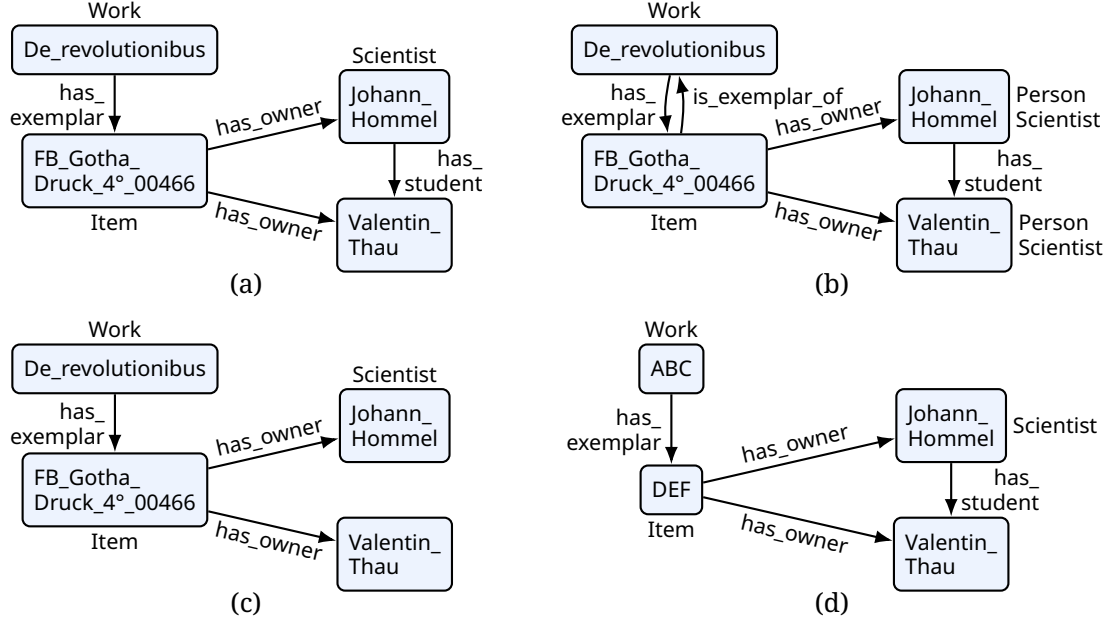 Work
De_revolutionibus
has_
exemplar
FB_Gotha_
Druck_4°_00466
Item
has_owner
has_owner
Scientist
Johann_
Hommel
has_
student
Valentin_
Thau
(a)
Work
De_revolutionibus
has_
exemplar
is_exemplar_of
FB_Gotha_
Druck_4°_00466
Item
has_owner
has_owner
Johann_
Hommel
Person
Scientist
has_
student
Valentin_
Thau
Person
Scientist
(b)
Work
De_revolutionibus
has_
exemplar
FB_Gotha_
Druck_4°_00466
Item
has_owner
has_owner
Scientist
Johann_
Hommel
Valentin_
Thau
(c)
Work
ABC
has_
exemplar
DEF
Item
has_owner
has_owner
Johann_
Hommel
Scientist
has_
student
Valentin_
Thau
(d)